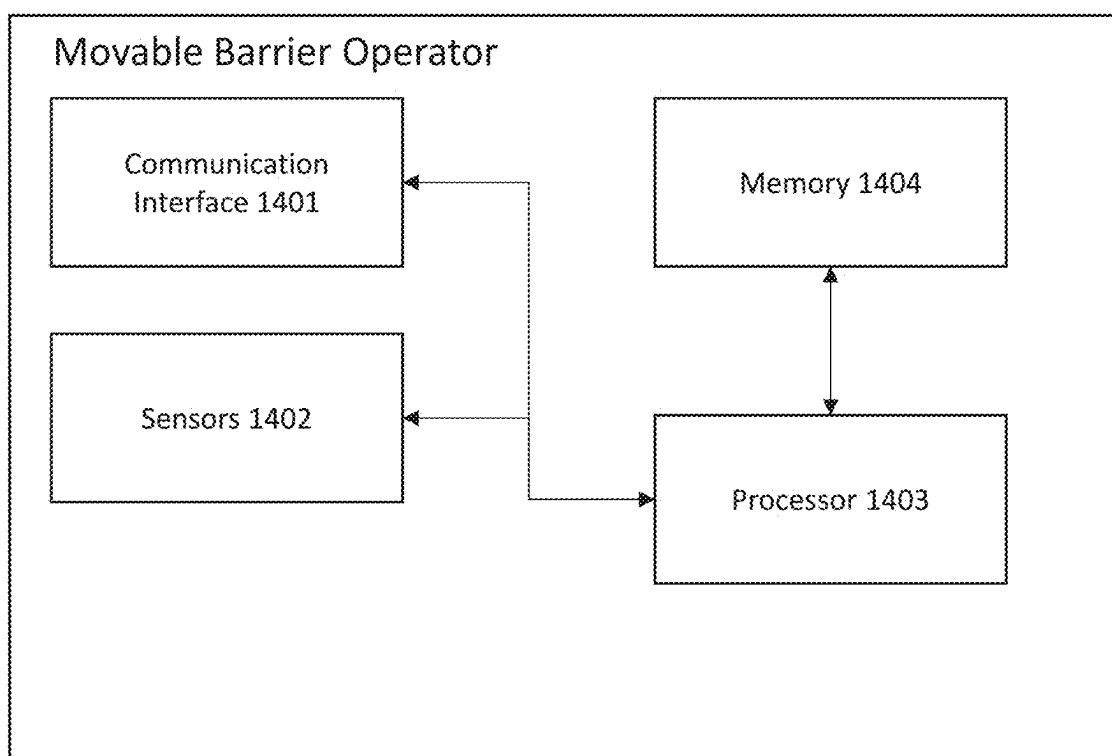 Movable Barrier Operator
Communication
Interface 1401
Memory 1404
Sensors 1402
Processor 1403